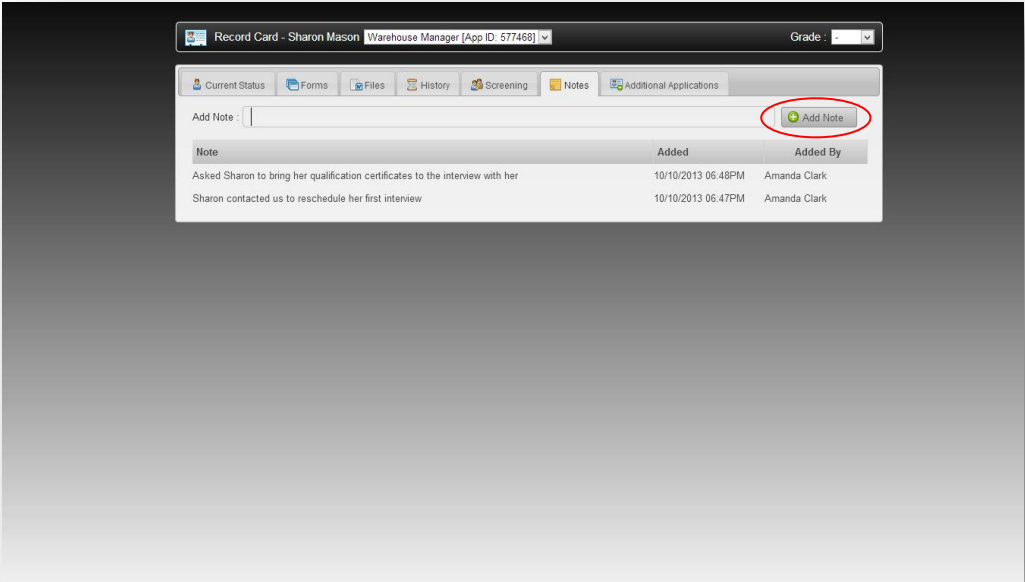 Record Card - Sharon Mason Warehouse Manager [App ID: 577468] Grade : -
Current Status Forms Files History Screening Notes Additional Applications
Add Note : Add Note
Note Added Added By
Asked Sharon to bring her qualification certificates to the interview with her 10/10/2013 06:48PM Amanda Clark
Sharon contacted us to reschedule her first interview 10/10/2013 06:47PM Amanda Clark